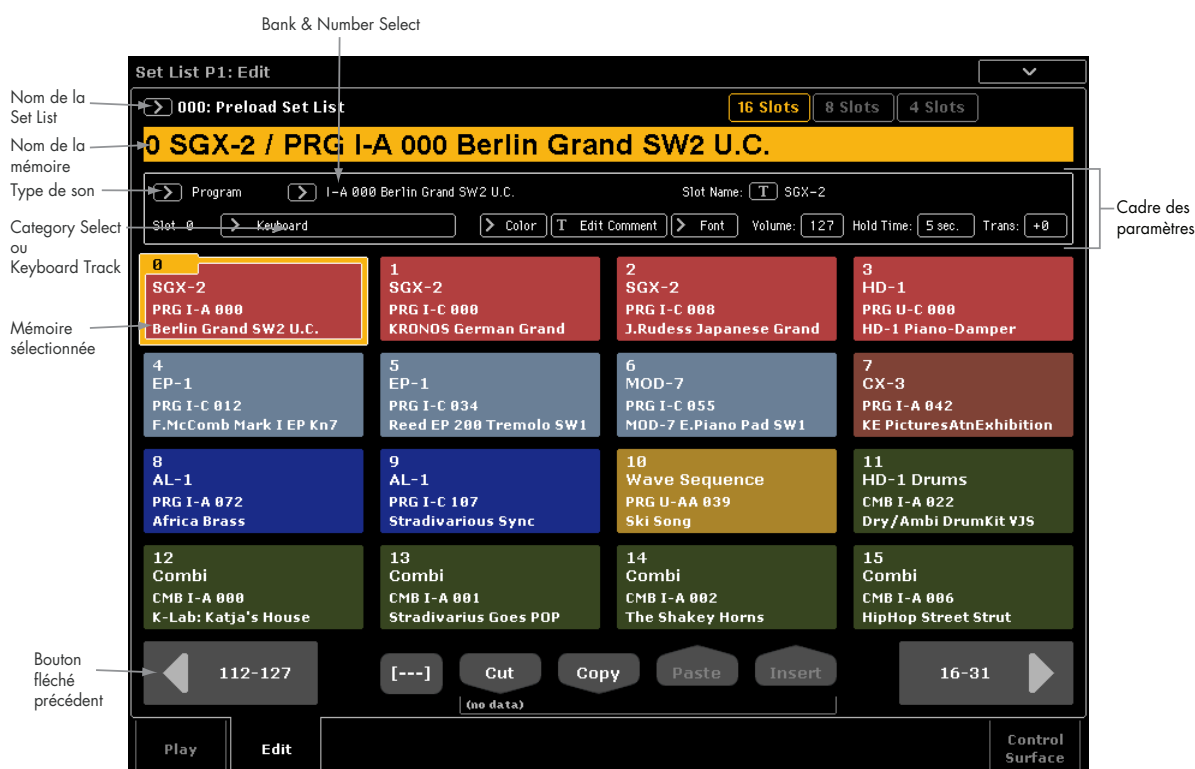 Bank & Number Select
Set List P1: Edit
Nom de la
Set List
000: Preload Set List
16 Slots
8 Slots
4 Slots
Nom de la
mémoire
0 SGX-2 / PRG I-A 000 Berlin Grand SW2 U.C.
Type de son
Program
I-A 000 Berlin Grand SW2 U.C.
Slot Name:
T
SGX-2
Cadre des
paramètres
Category Select
ou
Keyboard Track
Slot 0
Keyboard
Color
T Edit Comment
Font
Volume: 127
Hold Time: 5 sec.
Trans: +0
0
SGX-2
PRG I-A 000
Berlin Grand SW2 U.C.
1
SGX-2
PRG I-C 000
KRONOS German Grand
2
SGX-2
PRG I-C 008
J.Rudess Japanese Grand
3
HD-1
PRG U-C 000
HD-1 Piano-Damper
Mémoire
sélectionnée
4
EP-1
PRG I-C 012
F.McComb Mark I EP Kn7
5
EP-1
PRG I-C 034
Reed EP 200 Tremolo SW1
6
MOD-7
PRG I-C 055
MOD-7 E.Piano Pad SW1
7
CX-3
PRG I-A 042
KE PicturesAtnExhibition
8
AL-1
PRG I-A 072
Africa Brass
9
AL-1
PRG I-C 107
Stradivarious Sync
10
Wave Sequence
PRG U-AA 039
Ski Song
11
HD-1 Drums
CMB I-A 022
Dry/Ambi DrumKit VJS
12
Combi
CMB I-A 000
K-Lab: Katja's House
13
Combi
CMB I-A 001
Stradivarius Goes POP
14
Combi
CMB I-A 002
The Shakey Horns
15
Combi
CMB I-A 006
HipHop Street Strut
Bouton
fléché
précédent
112-127
[---]
Cut
Copy
Paste
Insert
(no data)
16-31
Play
Edit
Control
Surface